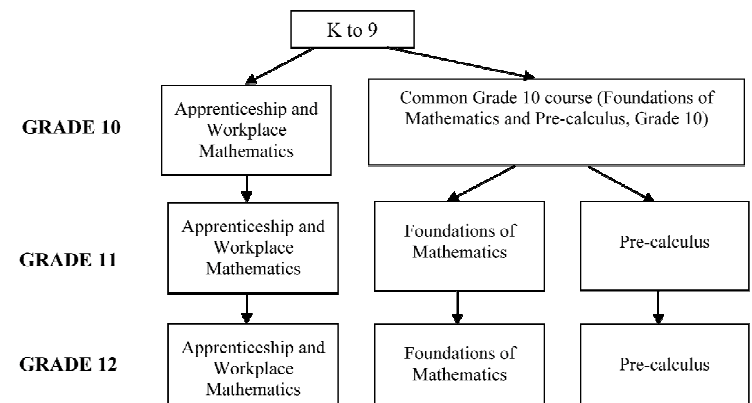 K to 9
GRADE 10
Apprenticeship and
Workplace
Mathematics
Common Grade 10 course (Foundations of
Mathematics and Pre-calculus, Grade 10)
GRADE 11
Apprenticeship and
Workplace
Mathematics
Foundations of
Mathematics
Pre-calculus
GRADE 12
Apprenticeship and
Workplace
Mathematics
Foundations of
Mathematics
Pre-calculus